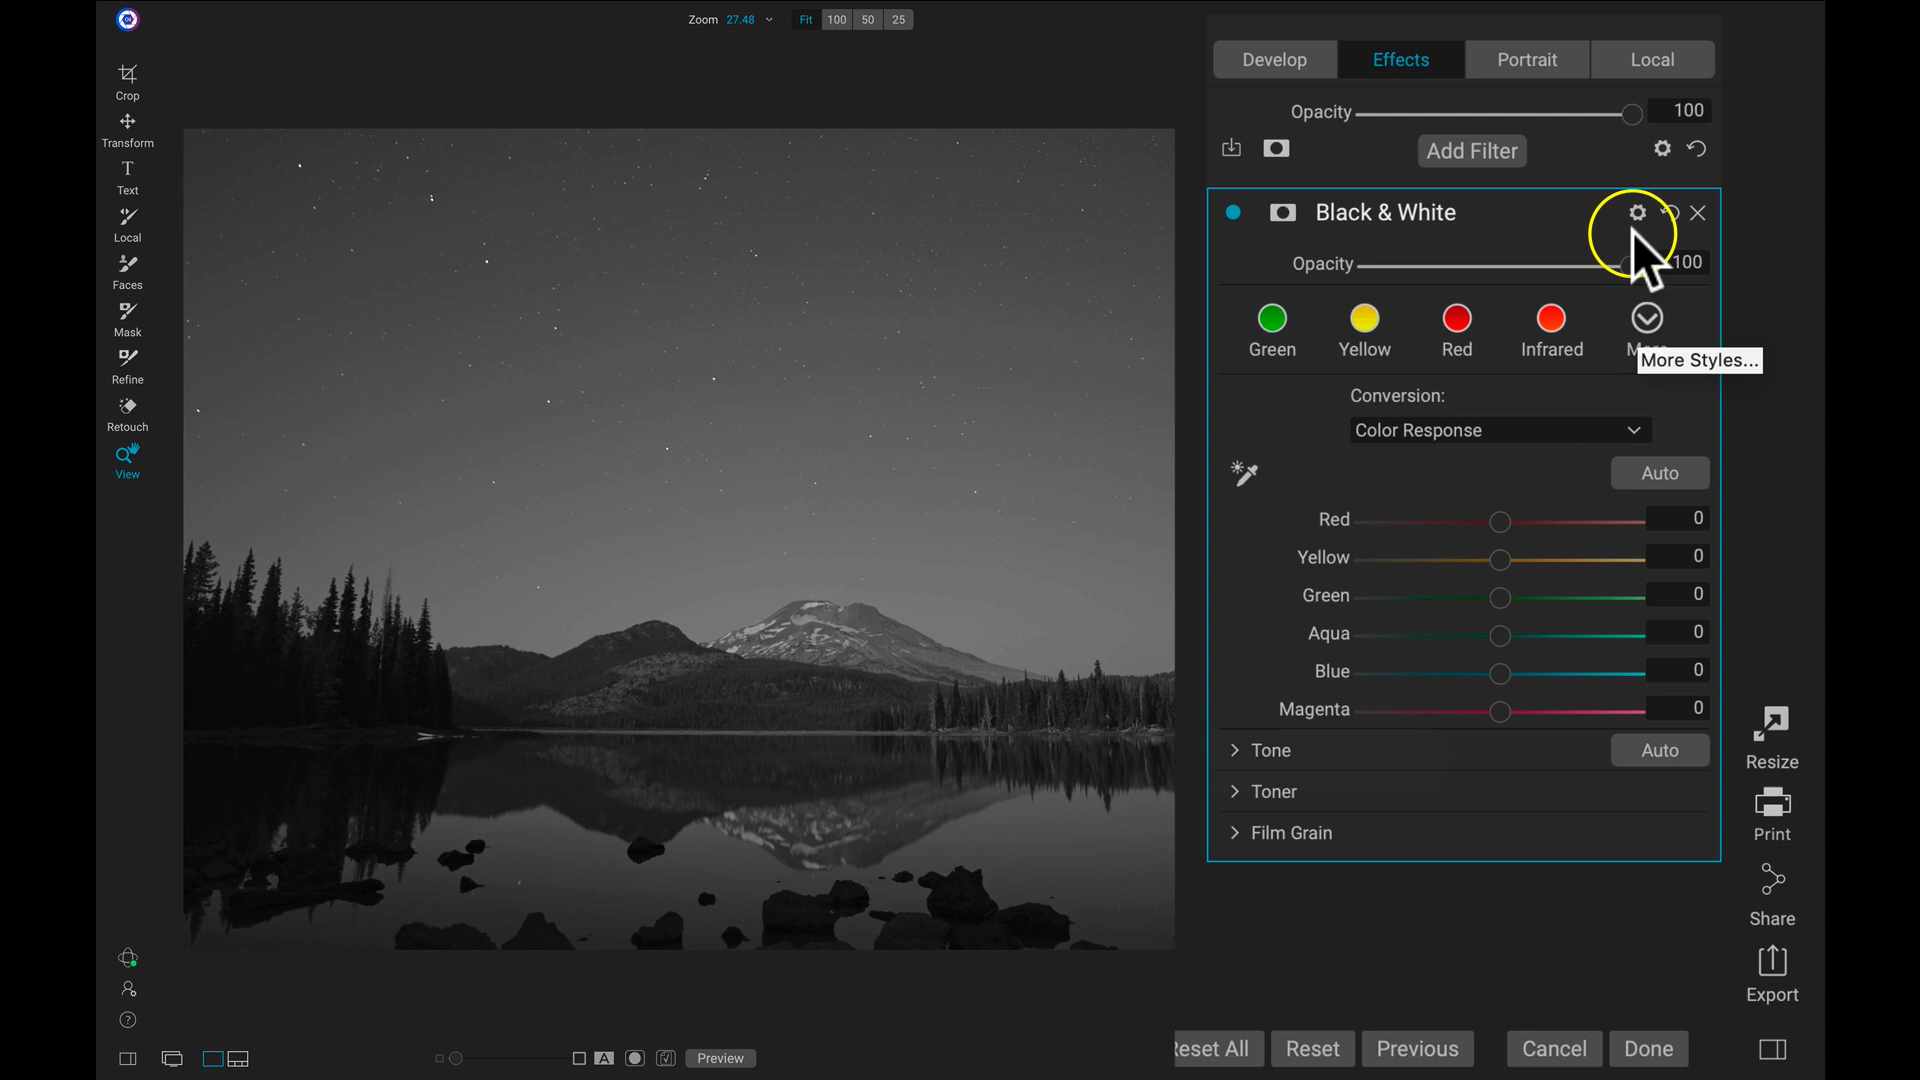 Zoom 27.48 Fit 100 50 25
Crop
Transform
Text
Local
Faces
Mask
Refine
Retouch
View
Develop Effects Portrait Local
Opacity 100
Add Filter
Black & White
Opacity 100
Green Yellow Red Infrared
More Styles...
Conversion:
Color Response
Auto
Red 0
Yellow 0
Green 0
Aqua 0
Blue 0
Magenta 0
Tone Auto
Toner
Film Grain
Resize
Print
Share
Export
A Preview
Reset All Reset Previous Cancel Done